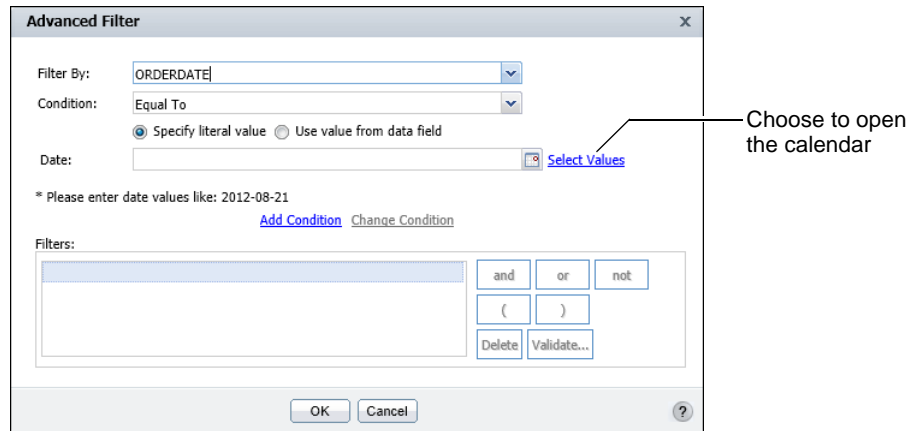 Advanced Filter x
Filter By: ORDERDATE
Condition: Equal To
Specify literal value Use value from data field
Choose to open
the calendar
Date: Select Values
* Please enter date values like: 2012-08-21
Add Condition Change Condition
Filters:
and or not
( )
Delete Validate...
OK Cancel ?